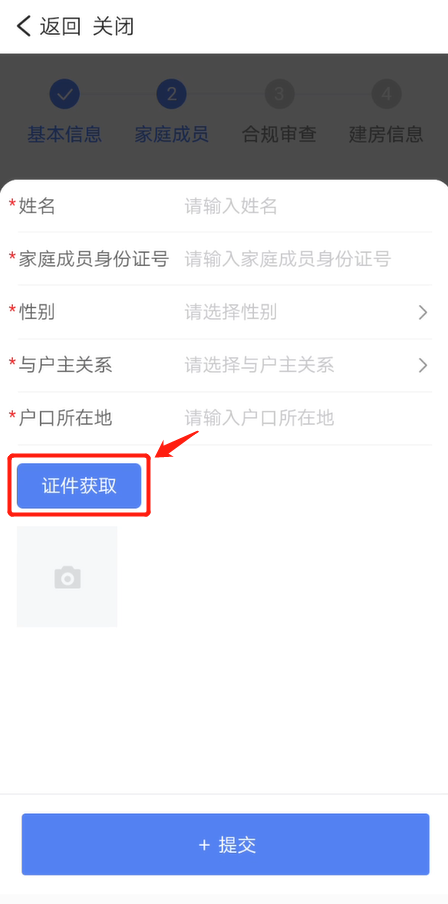 返回 关闭
2 3 4
基本信息 家庭成员 合规审查 建房信息
*姓名 请输入姓名
*家庭成员身份证号 请输入家庭成员身份证号
*性别 请选择性别
*与户主关系 请选择与户主关系
*户口所在地 请输入户口所在地
证件获取
+ 提交